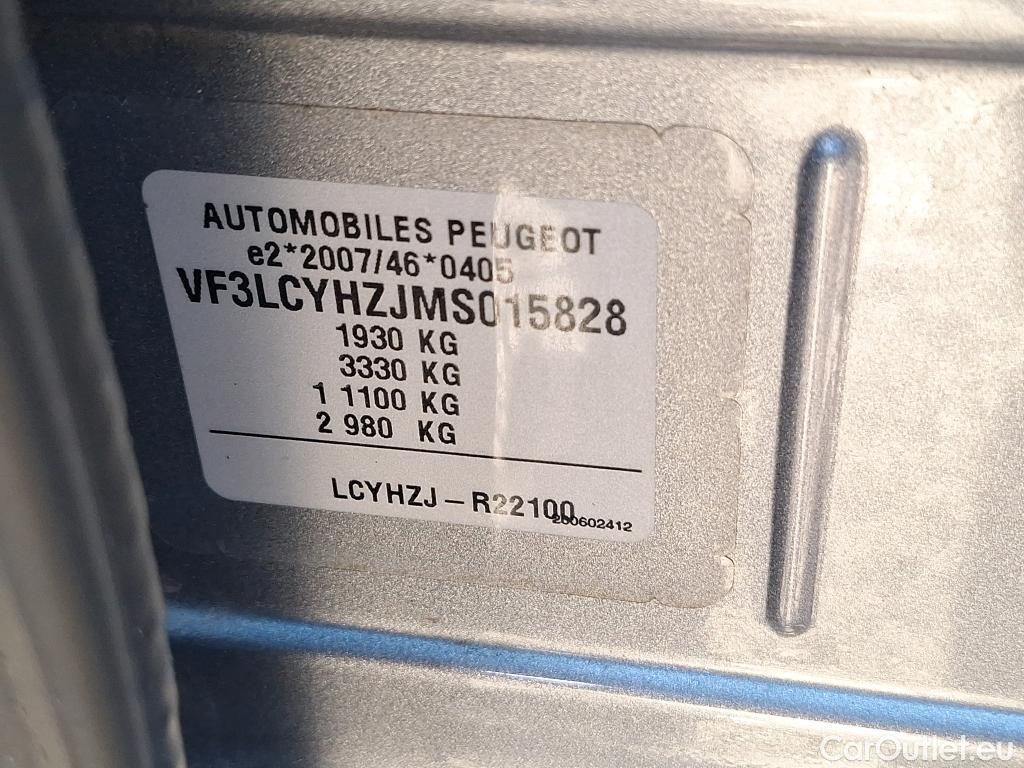 AUTOMOBILES PEUGEOT
e2*2007/46*0405
VF3LCYHZJMS015828
1930 KG
3330 KG
1 1100 KG
2 980 KG
LCYHZJ - R22100
200602412
CarOutlet.eu